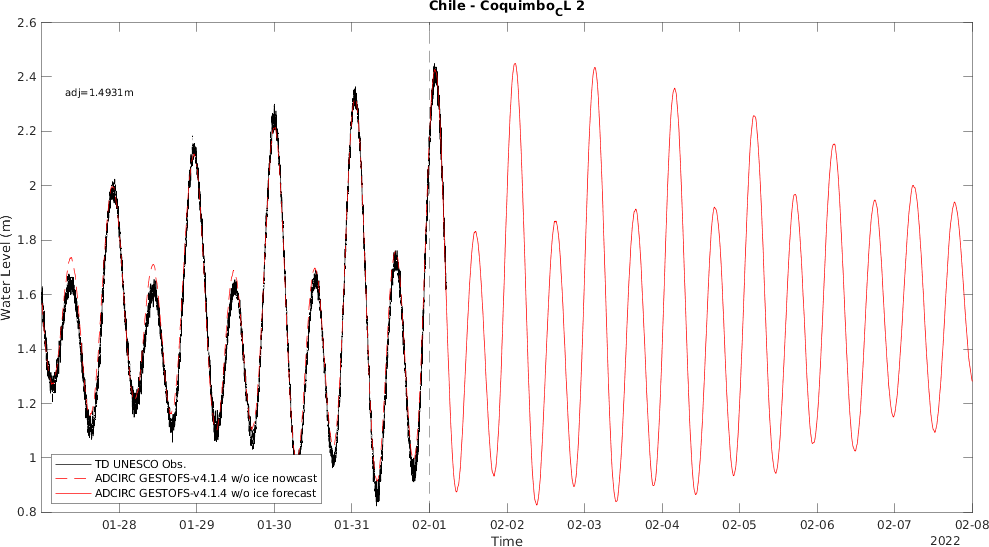 Chile - Coquimbo_CL 2
2.6
2.4
adj=1.4931m
2.2
2
1.8
Water Level (m)
1.6
1.4
1.2
1
0.8
TD UNESCO Obs.
ADCIRC GESTOFS-v4.1.4 w/o ice nowcast
ADCIRC GESTOFS-v4.1.4 w/o ice forecast
01-28 01-29 01-30 01-31 02-01 02-02 02-03 02-04 02-05 02-06 02-07 02-08
Time
2022